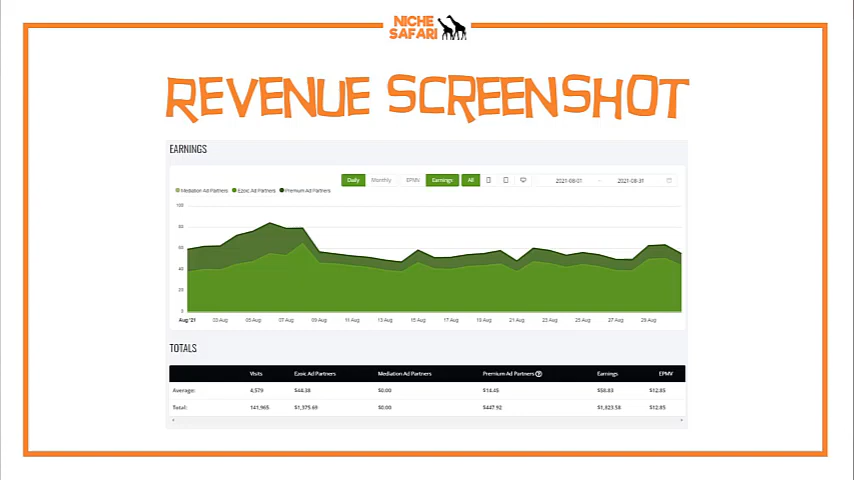 NICHE
SAFARI
REVENUE SCREENSHOT
EARNINGS
Daily Monthly EPMV Earnings All 2021-08-01 - 2021-08-31
Mediation Ad Partners Ezoic Ad Partners Premium Ad Partners
100
80
60
40
20
0
Aug '21 03 Aug 05 Aug 07 Aug 09 Aug 11 Aug 13 Aug 15 Aug 17 Aug 19 Aug 21 Aug 23 Aug 25 Aug 27 Aug 29 Aug
TOTALS
Visits Ezoic Ad Partners Mediation Ad Partners Premium Ad Partners Earnings EPMV
Average: 4,579 $44.38 $0.00 $14.45 $58.83 $12.85
Total: 141,965 $1,375.69 $0.00 $447.92 $1,823.58 $12.85